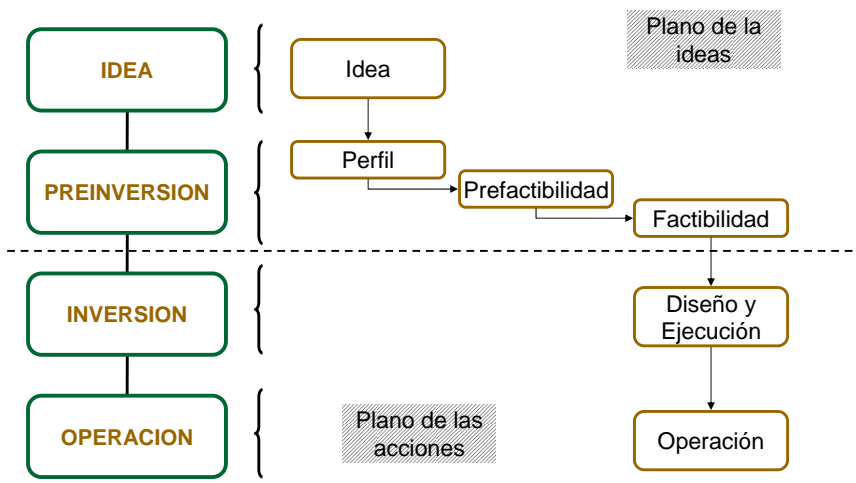 Plano de la
ideas
IDEA
Idea
PREINVERSION
Perfil
Prefactibilidad
Factibilidad
INVERSION
Diseño y
Ejecución
OPERACION
Plano de las
acciones
Operación